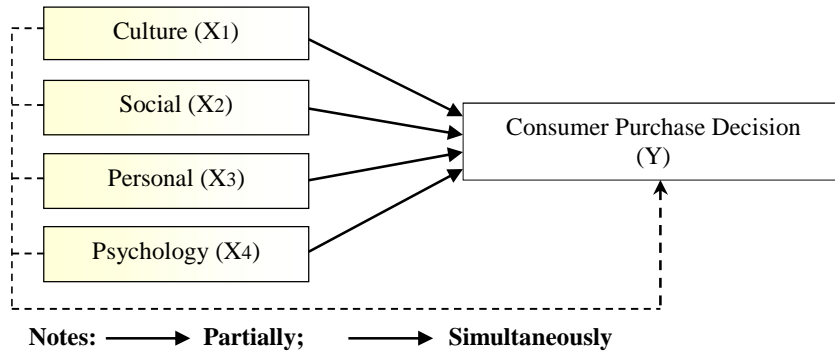 Culture (X1)
Social (X2)
Personal (X3)
Psychology (X4)
Consumer Purchase Decision
(Y)
Notes: Partially; Simultaneously